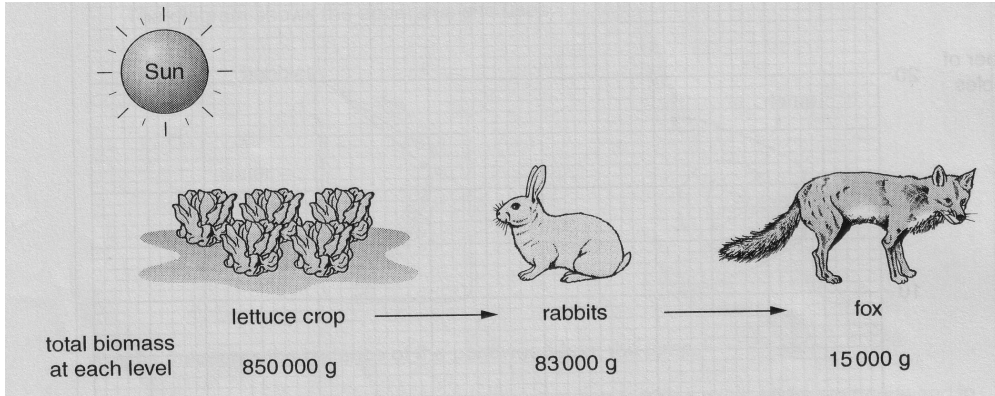 Sun
lettuce crop
rabbits
fox
total biomass
at each level
850 000 g
83 000 g
15 000 g